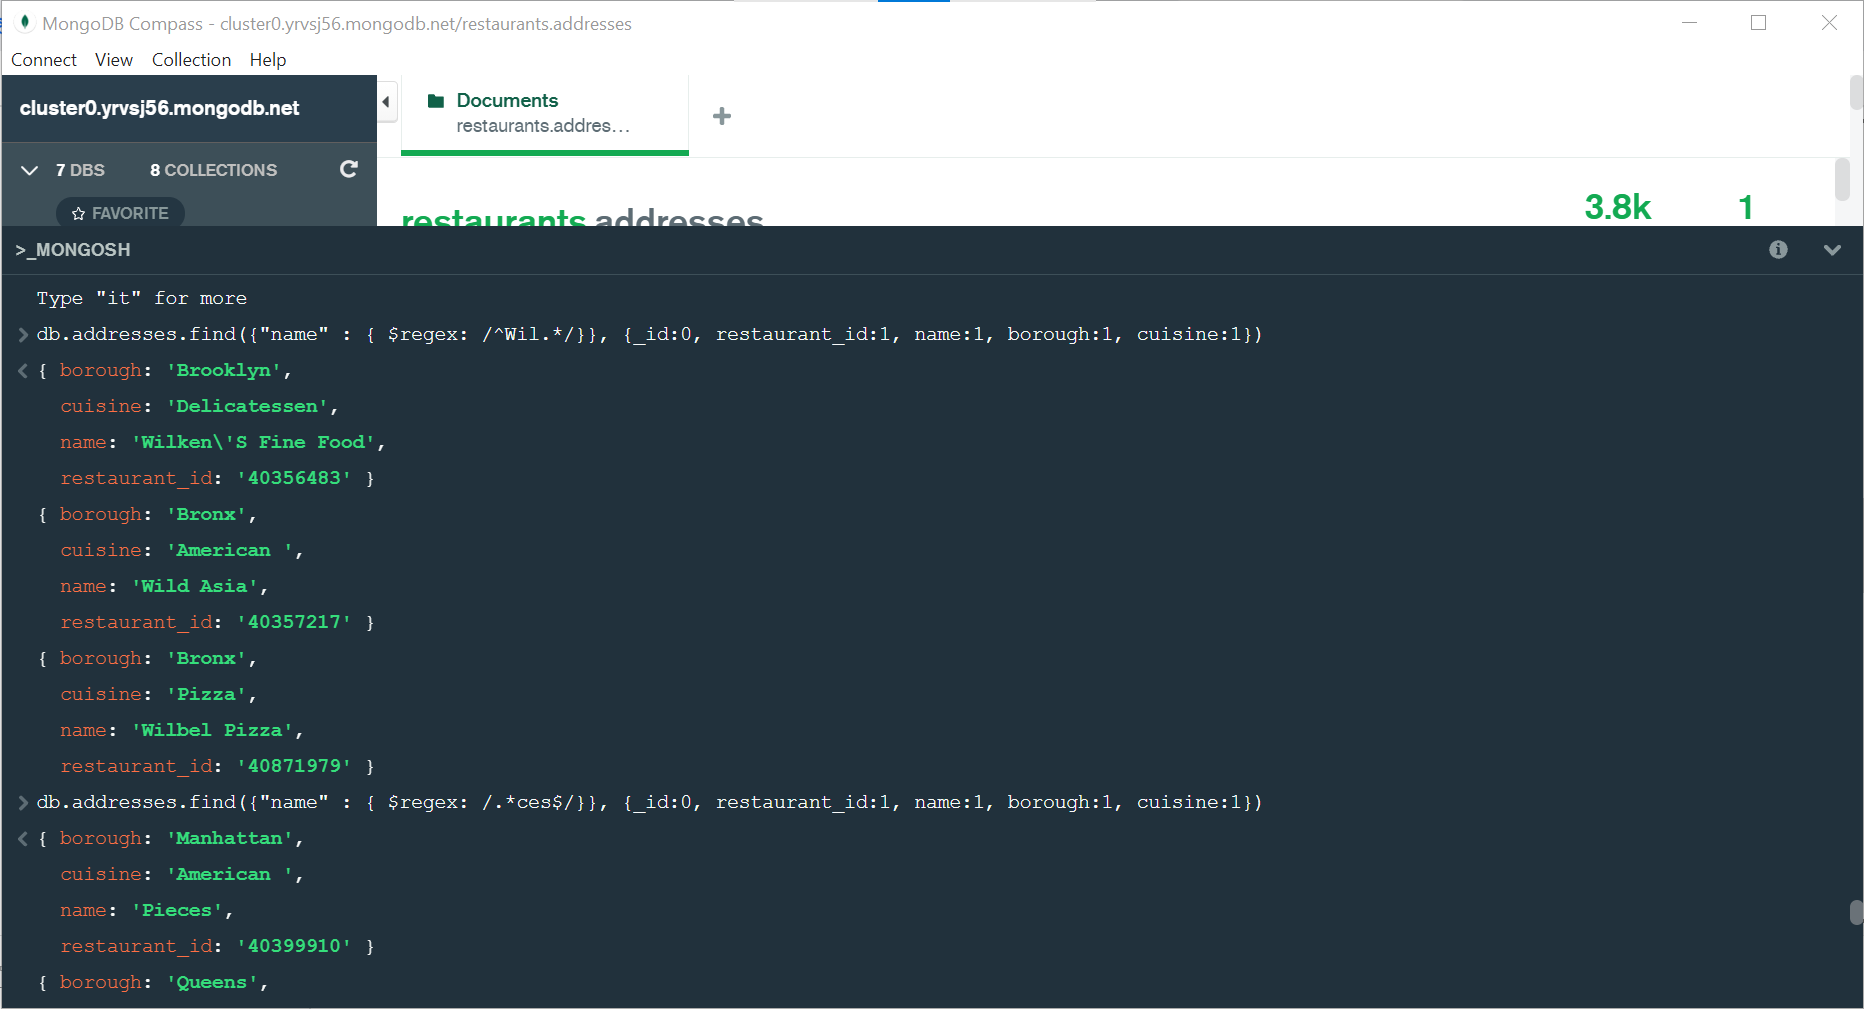 MongoDB Compass - cluster0.yrvsj56.mongodb.net/restaurants.addresses
Connect View Collection Help
cluster0.yrvsj56.mongodb.net
Documents
restaurants.addres...
7 DBS 8 COLLECTIONS
FAVORITE
restaurants.addresses
3.8k 1
>_MONGOSH
Type "it" for more
> db.addresses.find({"name" : { $regex: /^Wil.*/}}, {_id:0, restaurant_id:1, name:1, borough:1, cuisine:1})
< { borough: 'Brooklyn',
cuisine: 'Delicatessen',
name: 'Wilken\'S Fine Food',
restaurant_id: '40356483' }
{ borough: 'Bronx',
cuisine: 'American ',
name: 'Wild Asia',
restaurant_id: '40357217' }
{ borough: 'Bronx',
cuisine: 'Pizza',
name: 'Wilbel Pizza',
restaurant_id: '40871979' }
> db.addresses.find({"name" : { $regex: /.*ces$/}}, {_id:0, restaurant_id:1, name:1, borough:1, cuisine:1})
< { borough: 'Manhattan',
cuisine: 'American ',
name: 'Pieces',
restaurant_id: '40399910' }
{ borough: 'Queens',